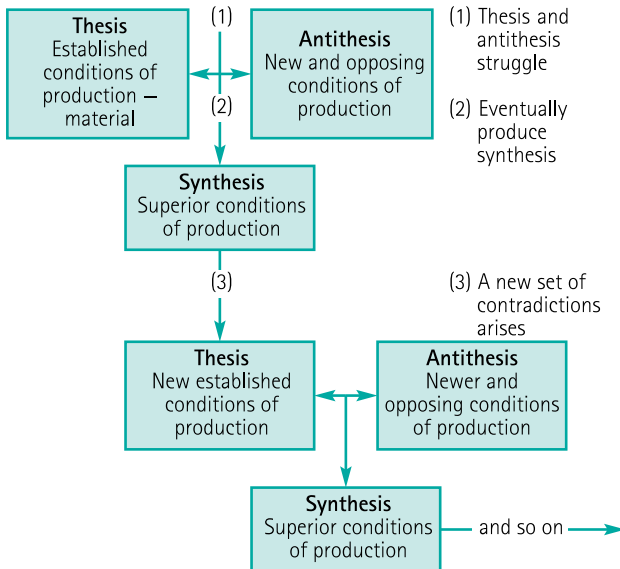 Thesis
Established
conditions of
production –
material
(1)
(2)
Antithesis
New and opposing
conditions of
production
(1) Thesis and
antithesis
struggle
(2) Eventually
produce
synthesis
Synthesis
Superior conditions
of production
(3)
(3) A new set of
contradictions
arises
Thesis
New established
conditions of
production
Antithesis
Newer and
opposing conditions
of production
Synthesis
Superior conditions
of production
and so on